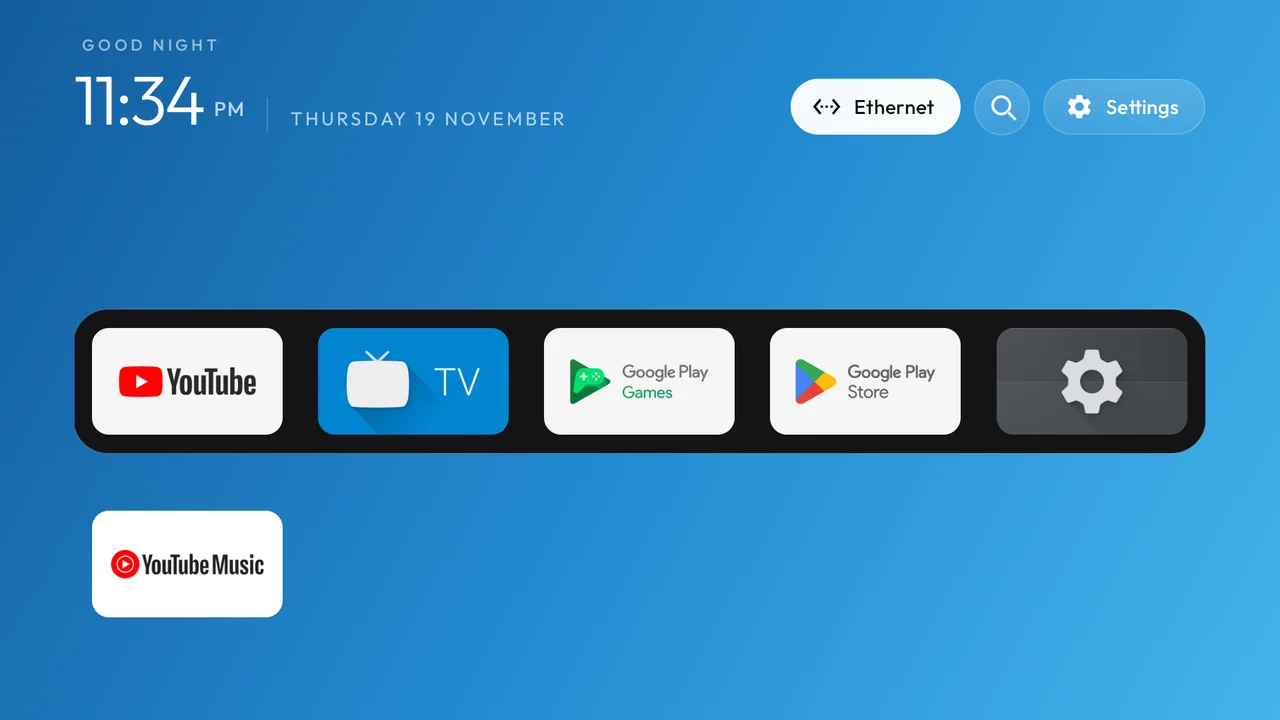 GOOD NIGHT
11:34 PM
THURSDAY 19 NOVEMBER
Ethernet
Settings
YouTube
TV
Google Play
Games
Google Play
Store
YouTube Music